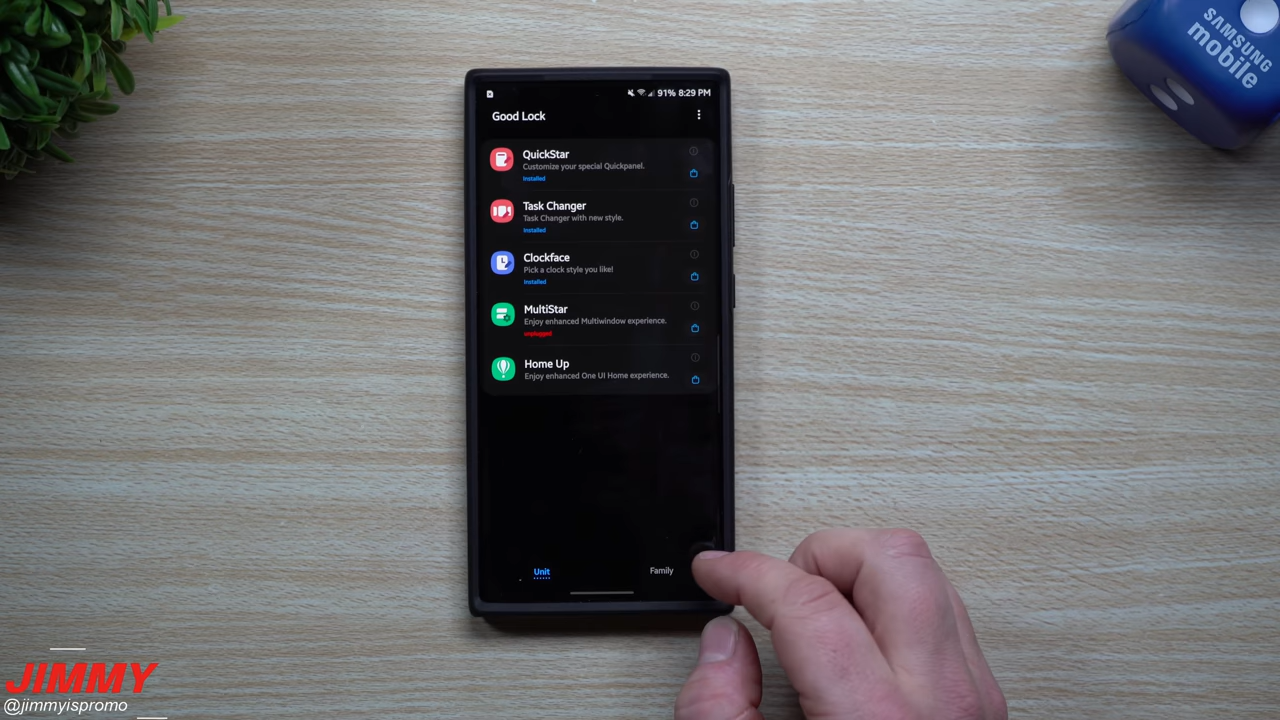 SAMSUNG
mobile
91% 8:29 PM
Good Lock
QuickStar
Customize your special Quickpanel.
Installed
Task Changer
Task Changer with new style.
Installed
Clockface
Pick a clock style you like!
Installed
MultiStar
Enjoy enhanced Multiwindow experience.
unplugged
Home Up
Enjoy enhanced One UI Home experience.
Unit
Family
JIMMY
@jimmyispromo